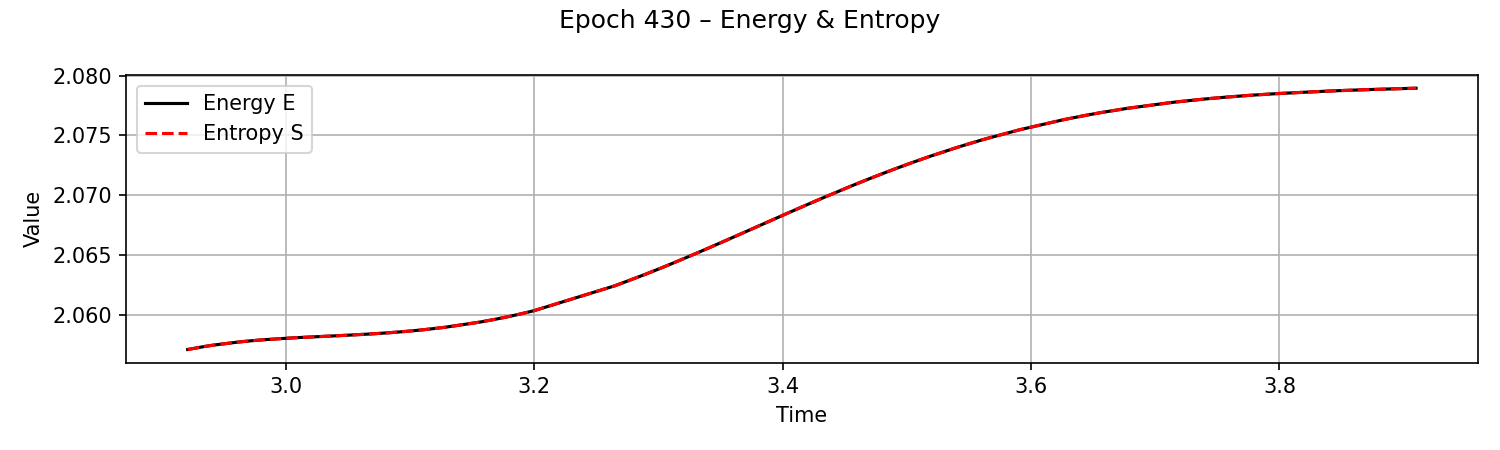 Epoch 430 – Energy & Entropy
2.080
2.075
2.070
2.065
2.060
Value
Energy E
Entropy S
3.0 3.2 3.4 3.6 3.8
Time